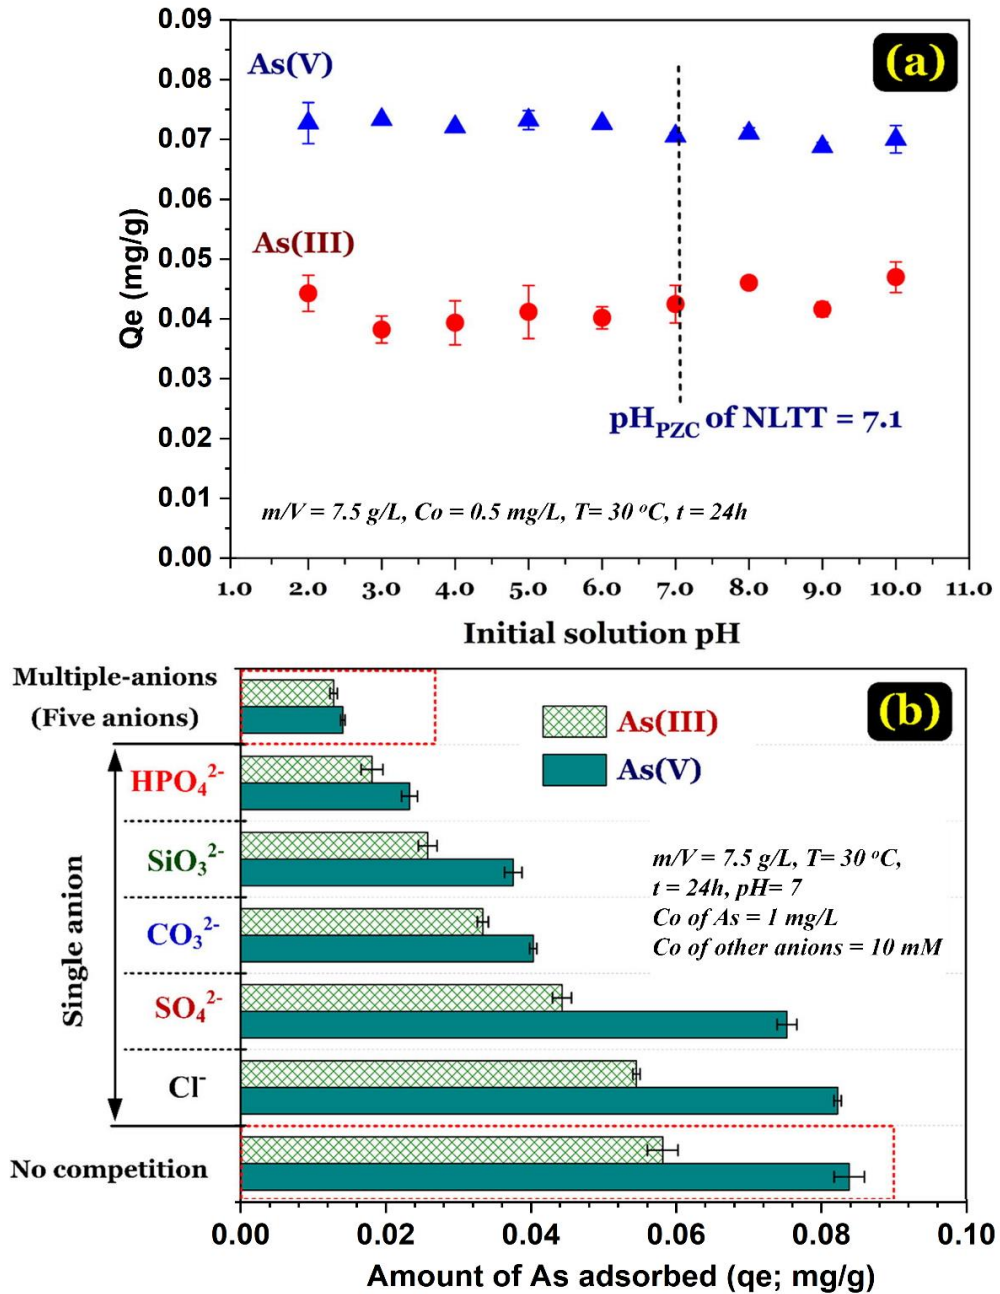 (a)
As(V)
As(III)
Qe (mg/g)
0.09
0.08
0.07
0.06
0.05
0.04
0.03
0.02
0.01
0.00
pHPZC of NLTT = 7.1
m/V = 7.5 g/L, Co = 0.5 mg/L, T= 30 oC, t = 24h
1.0 2.0 3.0 4.0 5.0 6.0 7.0 8.0 9.0 10.0 11.0
Initial solution pH
(b)
Multiple-anions
(Five anions)
Single anion
HPO₄²⁻
SiO₃²⁻
CO₃²⁻
SO₄²⁻
Cl⁻
No competition
As(III)
As(V)
m/V = 7.5 g/L, T= 30 oC,
t = 24h, pH= 7
Co of As = 1 mg/L
Co of other anions = 10 mM
0.00 0.02 0.04 0.06 0.08 0.10
Amount of As adsorbed (qe; mg/g)